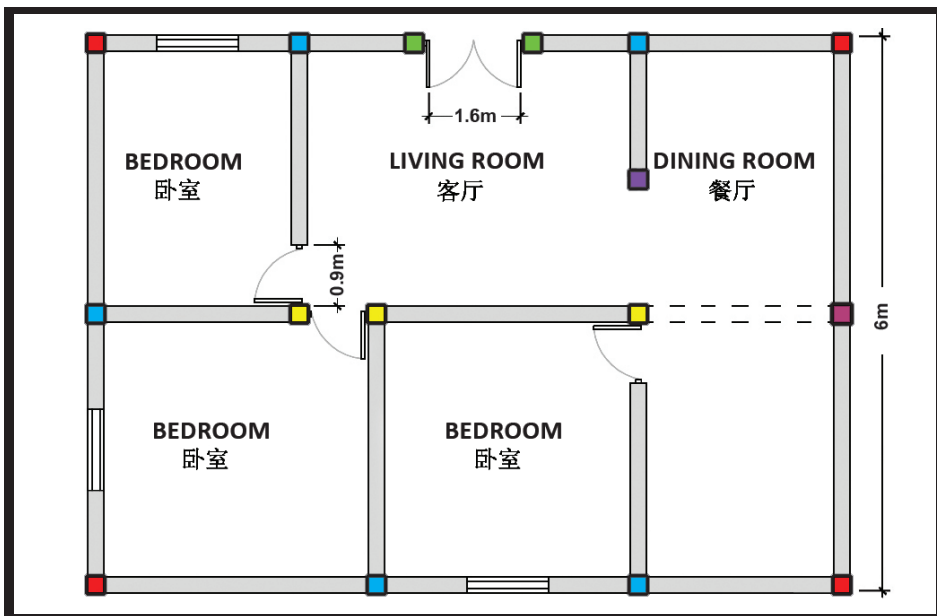 1.6m
BEDROOM
卧室
LIVING ROOM
客厅
DINING ROOM
餐厅
0.9m
6m
BEDROOM
卧室
BEDROOM
卧室